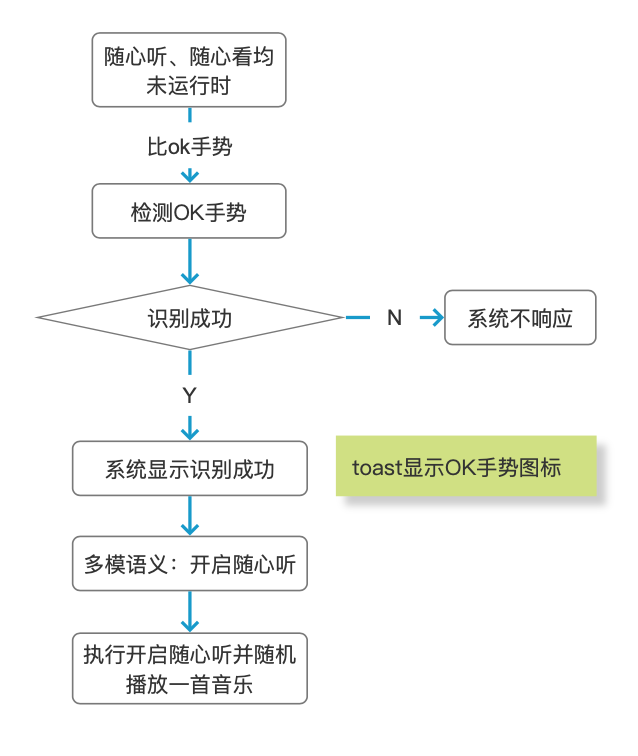 随心听、随心看均
未运行时
比ok手势
检测OK手势
识别成功
N
系统不响应
Y
系统显示识别成功
toast显示OK手势图标
多模语义：开启随心听
执行开启随心听并随机
播放一首音乐